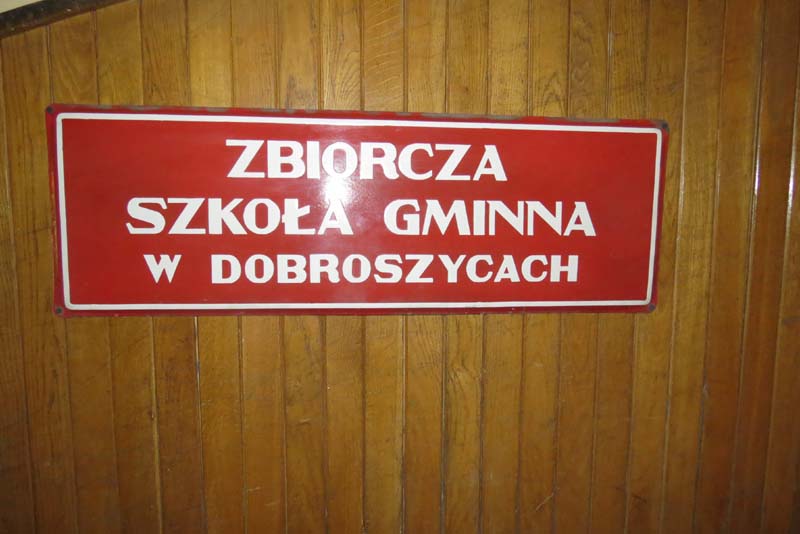 ZBIORCZA
SZKOŁA GMINNA
W DOBROSZYCACH